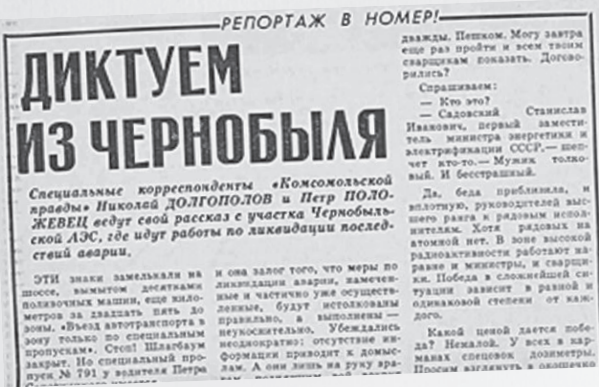 РЕПОРТАЖ В НОМЕР!
ДИКТУЕМ
ИЗ ЧЕРНОБЫЛЯ
Специальные корреспонденты «Комсомольской
правды» Николай ДОЛГОПОЛОВ и Петр ПОЛО-
ЖЕВЕЦ ведут свой рассказ с участка Чернобыль-
ской АЭС, где идут работы по ликвидации послед-
ствий аварии.
ЭТИ знаки замелькали на
шоссе, вымытом десятками
поливочных машин, еще кило-
метров за двадцать пять до
зоны. «Въезд автотранспорта в
зону только по специальным
пропускам». Стоп! Шлагбаум
закрыт. Но специальный про-
пуск № 791 у водителя Петра
и она залог того, что меры по
ликвидации аварии, намечен-
ные и частично уже осуществ-
ленные, будут истолкованы
правильно, а выполнены —
неукоснительно. Убеждались
неоднократно: отсутствие ин-
формации приводит к домыс-
лам. А они лишь на руку вра-
дважды. Пешком. Могу завтра
еще раз пройти и всем твоим
сварщикам показать. Догово-
рились?
Спрашиваем:
— Кто это?
— Садовский Станислав
Иванович, первый замести-
тель министра энергетики и
электрификации СССР,— шеп-
чет кто-то.— Мужик толко-
вый. И бесстрашный.
Да, беда приблизила, и
вплотную, руководителей выс-
шего ранга к рядовым испол-
нителям. Хотя рядовых на
атомной нет. В зоне высокой
радиоактивности работают на-
равне и министры, и сварщи-
ки. Победа в сложнейшей си-
туации зависит в равной и
одинаковой степени от каж-
дого.
Какой ценой дается побе-
да? Немалой. У всех в кар-
манах спецовок дозиметры.
Просим взглянуть в окошечко